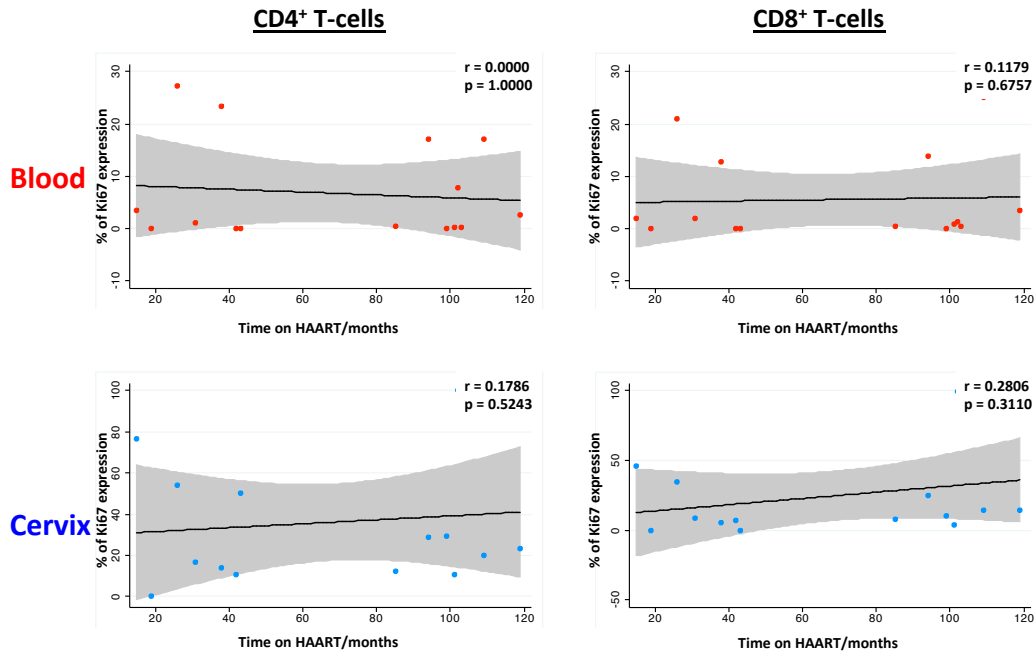 CD4⁺ T-cells
CD8⁺ T-cells
Blood
r = 0.0000
p = 1.0000
% of Ki67 expression
30
20
10
0
-10
20
40
60
80
100
120
Time on HAART/months
r = 0.1179
p = 0.6757
% of Ki67 expression
30
20
10
0
-10
20
40
60
80
100
120
Time on HAART/months
Cervix
r = 0.1786
p = 0.5243
% of Ki67 expression
100
80
60
40
20
0
20
40
60
80
100
120
Time on HAART/months
r = 0.2806
p = 0.3110
% of Ki67 expression
100
50
0
-50
20
40
60
80
100
120
Time on HAART/months